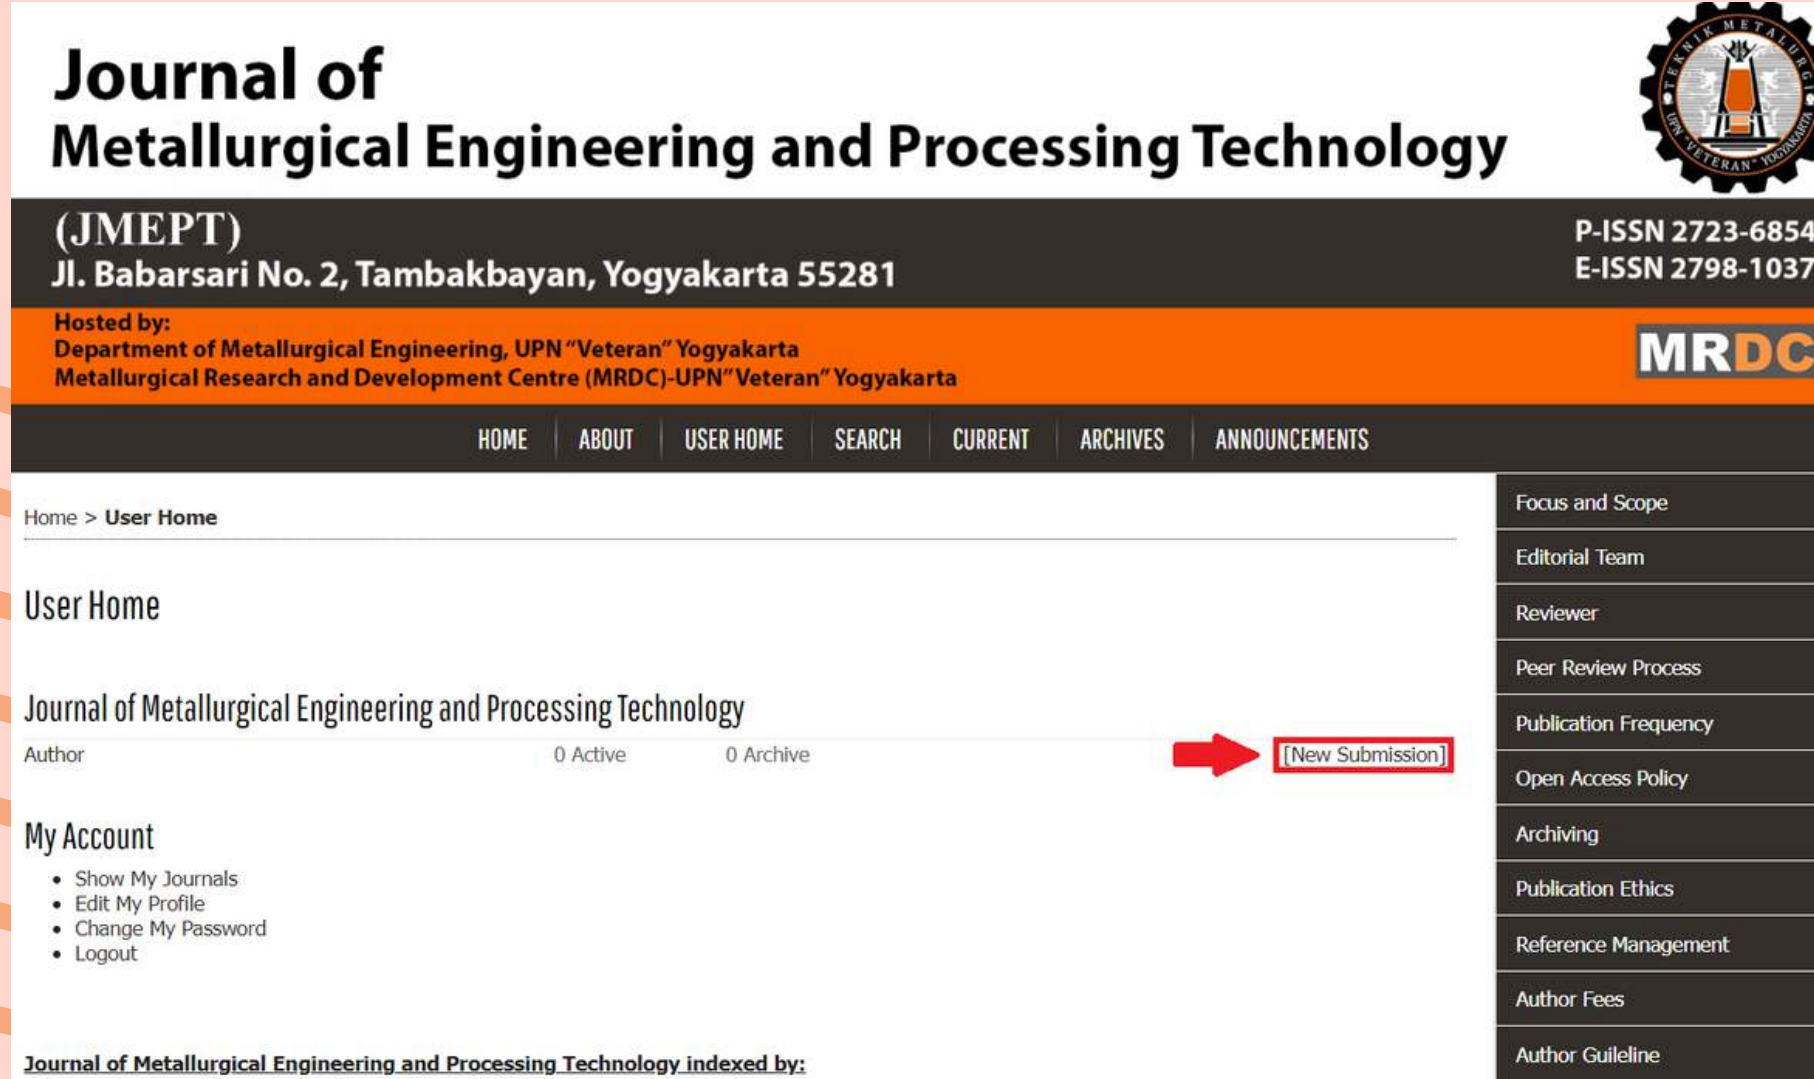 Journal of
Metallurgical Engineering and Processing Technology
TEKNIK METALURGI
UPN "VETERAN" YOGYAKARTA
(JMEPT)
Jl. Babarsari No. 2, Tambakbayan, Yogyakarta 55281
P-ISSN 2723-6854
E-ISSN 2798-1037
Hosted by:
Department of Metallurgical Engineering, UPN "Veteran" Yogyakarta
Metallurgical Research and Development Centre (MRDC)-UPN"Veteran" Yogyakarta
MRDC
HOME ABOUT USER HOME SEARCH CURRENT ARCHIVES ANNOUNCEMENTS
Home > User Home
User Home
Journal of Metallurgical Engineering and Processing Technology
Author 0 Active 0 Archive [New Submission]
My Account
• Show My Journals
• Edit My Profile
• Change My Password
• Logout
Journal of Metallurgical Engineering and Processing Technology indexed by:
Focus and Scope
Editorial Team
Reviewer
Peer Review Process
Publication Frequency
Open Access Policy
Archiving
Publication Ethics
Reference Management
Author Fees
Author Guileline